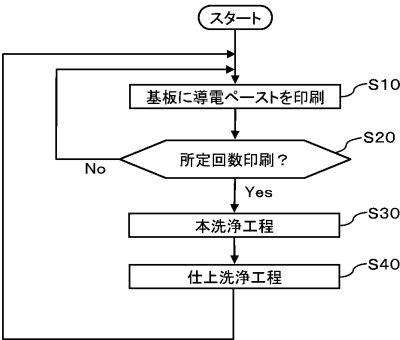 スタート
基板に導電ペーストを印刷
S10
所定回数印刷？
S20
No
Yes
本洗浄工程
S30
仕上洗浄工程
S40